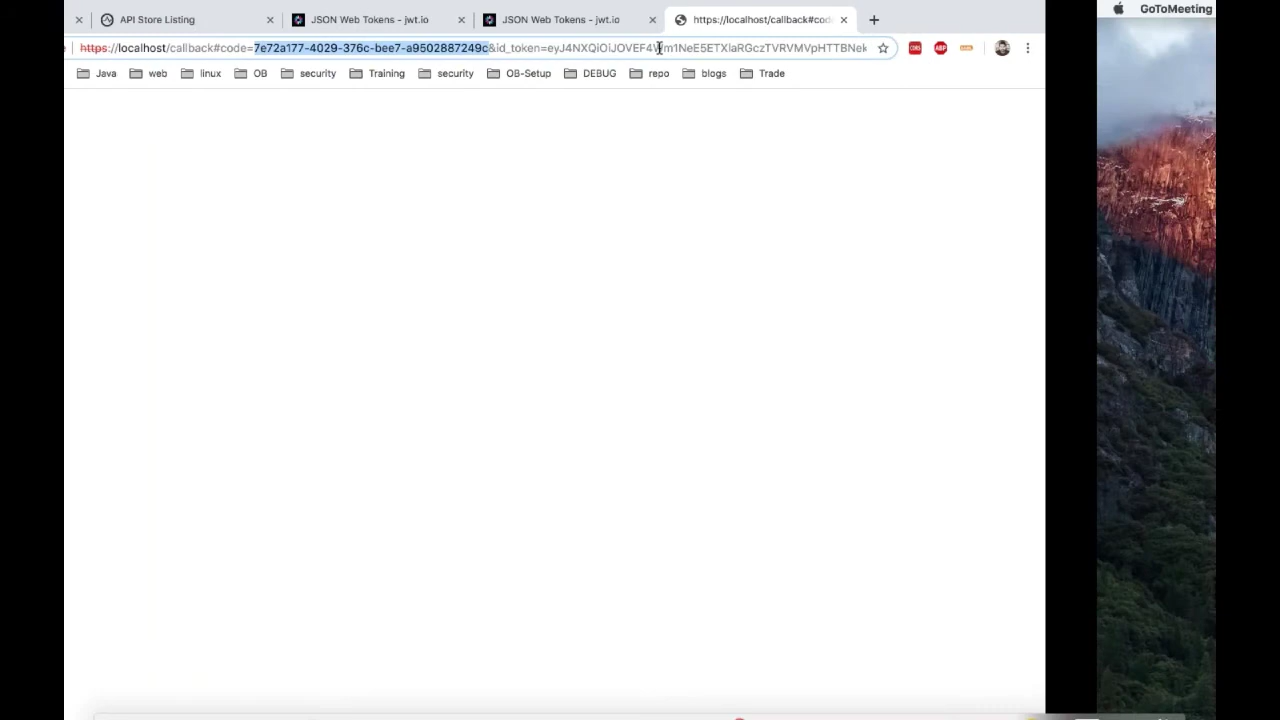 API Store Listing
JSON Web Tokens - jwt.io
JSON Web Tokens - jwt.io
https://localhost/callback#code
GoToMeeting
https://localhost/callback#code=7e72a177-4029-376c-bee7-a9502887249c&id_token=
Java web linux OB security Training security OB-Setup DEBUG repo blogs Trade